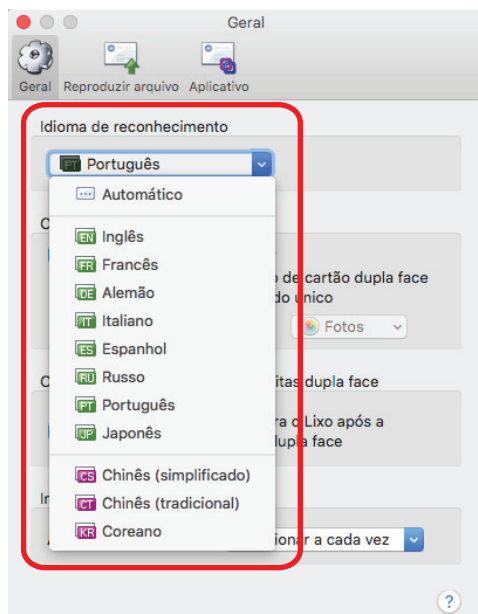 Geral
Geral Reproduzir arquivo Aplicativo
Idioma de reconhecimento
PT Português
Automático
EN Inglês
FR Francês
de cartão dupla face
DE Alemão
do único
IT Italiano
Fotos
ES Espanhol
RU Russo
itas dupla face
PT Português
ra o Lixo após a
JP Japonês
dupla face
CS Chinês (simplificado)
CT Chinês (tradicional)
KR Coreano
ionar a cada vez
?